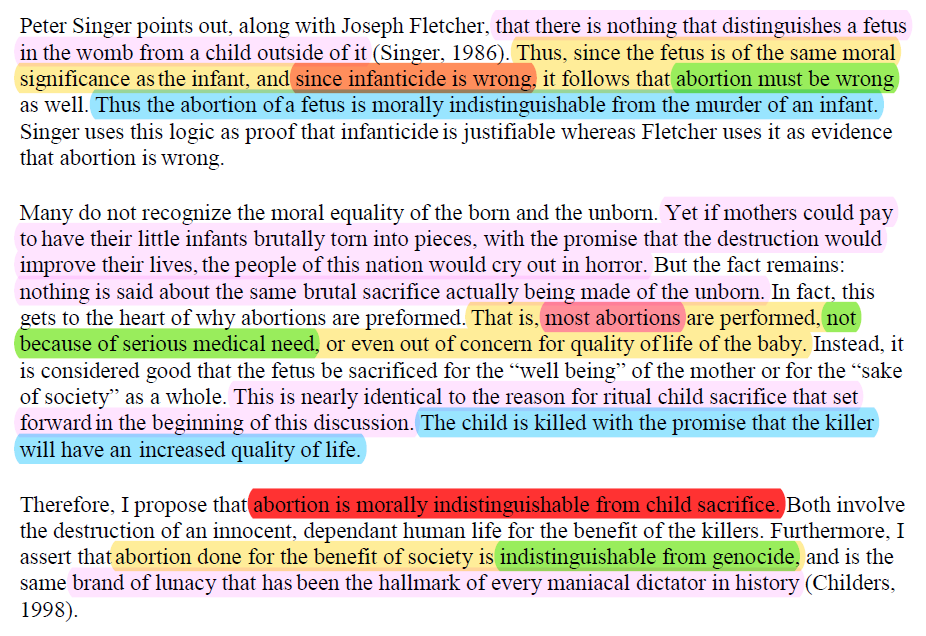 Peter Singer points out, along with Joseph Fletcher, that there is nothing that distinguishes a fetus
in the womb from a child outside of it (Singer, 1986). Thus, since the fetus is of the same moral
significance as the infant, and since infanticide is wrong, it follows that abortion must be wrong
as well. Thus the abortion of a fetus is morally indistinguishable from the murder of an infant.
Singer uses this logic as proof that infanticide is justifiable whereas Fletcher uses it as evidence
that abortion is wrong.
Many do not recognize the moral equality of the born and the unborn. Yet if mothers could pay
to have their little infants brutally torn into pieces, with the promise that the destruction would
improve their lives, the people of this nation would cry out in horror. But the fact remains:
nothing is said about the same brutal sacrifice actually being made of the unborn. In fact, this
gets to the heart of why abortions are preformed. That is, most abortions are performed, not
because of serious medical need, or even out of concern for quality of life of the baby. Instead, it
is considered good that the fetus be sacrificed for the “well being” of the mother or for the “sake
of society” as a whole. This is nearly identical to the reason for ritual child sacrifice that set
forward in the beginning of this discussion. The child is killed with the promise that the killer
will have an increased quality of life.
Therefore, I propose that abortion is morally indistinguishable from child sacrifice. Both involve
the destruction of an innocent, dependant human life for the benefit of the killers. Furthermore, I
assert that abortion done for the benefit of society is indistinguishable from genocide, and is the
same brand of lunacy that has been the hallmark of every maniacal dictator in history (Childers,
1998).